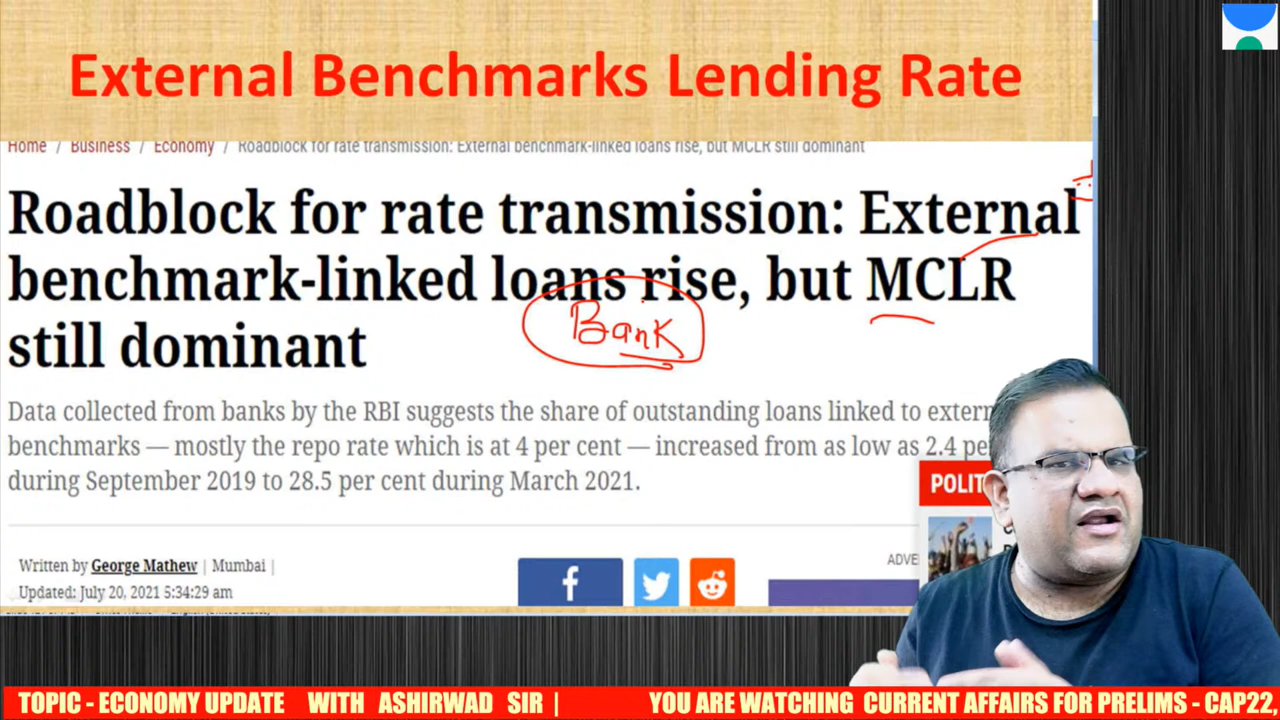 External Benchmarks Lending Rate
Home / Business / Economy / Roadblock for rate transmission: External benchmark-linked loans rise, but MCLR still dominant
Roadblock for rate transmission: External
benchmark-linked loans rise, but MCLR
still dominant
Bank
Data collected from banks by the RBI suggests the share of outstanding loans linked to extern
benchmarks — mostly the repo rate which is at 4 per cent — increased from as low as 2.4 pe
during September 2019 to 28.5 per cent during March 2021.
POLIT
Written by George Mathew | Mumbai |
Updated: July 20, 2021 5:34:29 am
ADVE
TOPIC - ECONOMY UPDATE WITH ASHIRWAD SIR | YOU ARE WATCHING CURRENT AFFAIRS FOR PRELIMS - CAP22,